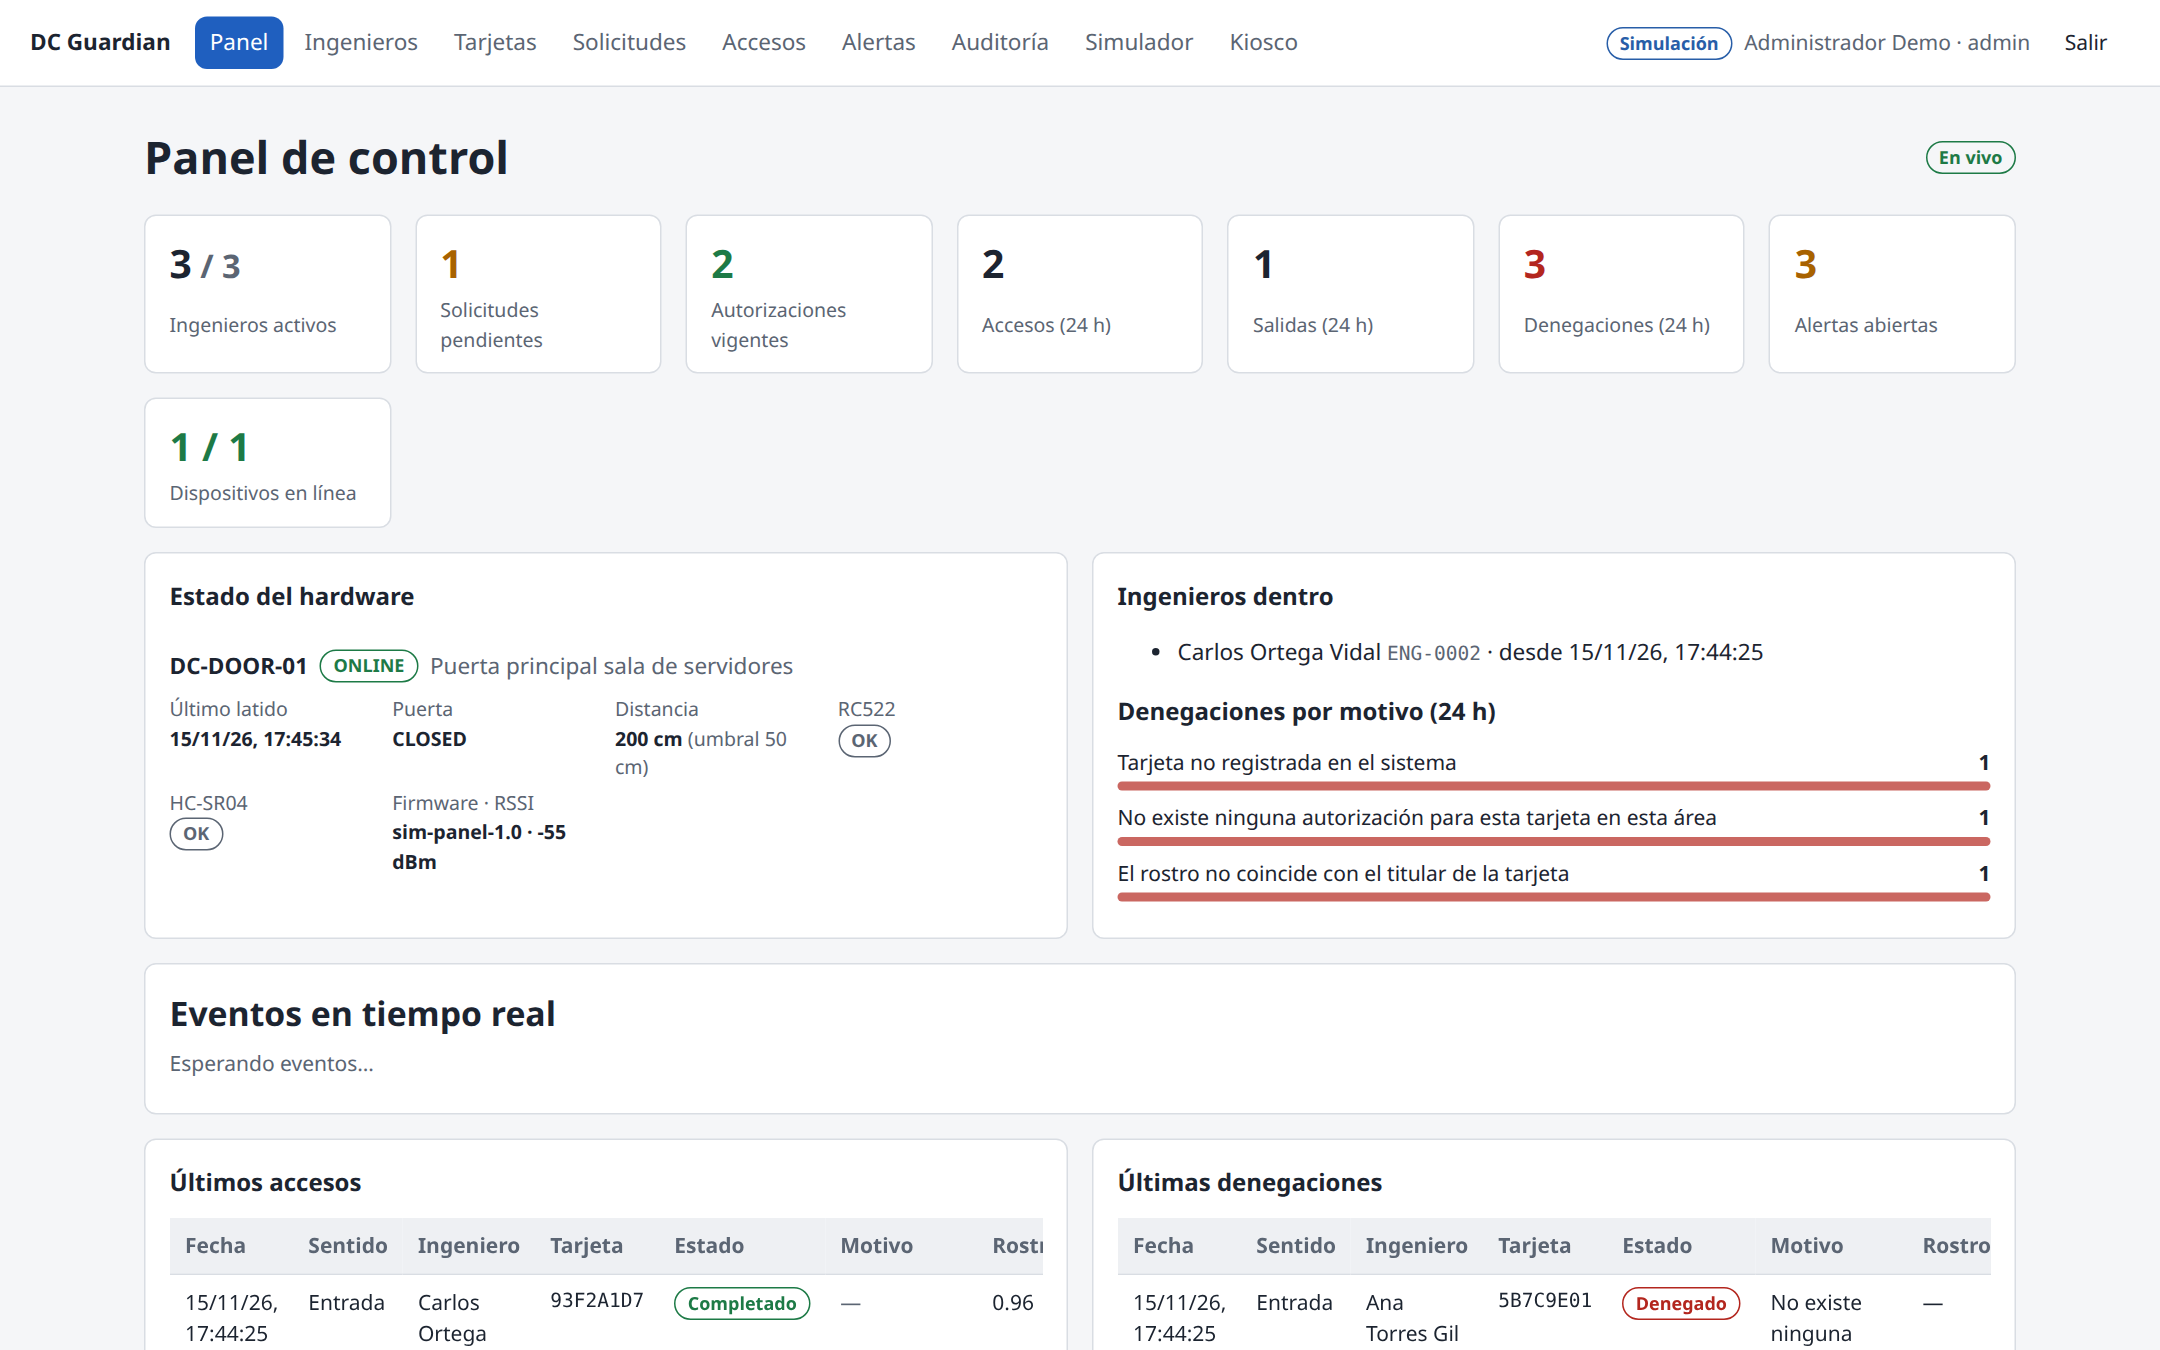 DC Guardian Panel Ingenieros Tarjetas Solicitudes Accesos Alertas Auditoría Simulador Kiosco Simulación Administrador Demo · admin Salir
Panel de control En vivo
3 / 3
Ingenieros activos
1
Solicitudes
pendientes
2
Autorizaciones
vigentes
2
Accesos (24 h)
1
Salidas (24 h)
3
Denegaciones (24 h)
3
Alertas abiertas
1 / 1
Dispositivos en línea
Estado del hardware
DC-DOOR-01 ONLINE Puerta principal sala de servidores
Último latido
15/11/26, 17:45:34
Puerta
CLOSED
Distancia
200 cm (umbral 50
cm)
RC522
OK
HC-SR04
OK
Firmware · RSSI
sim-panel-1.0 · -55
dBm
Ingenieros dentro
• Carlos Ortega Vidal ENG-0002 · desde 15/11/26, 17:44:25
Denegaciones por motivo (24 h)
Tarjeta no registrada en el sistema 1
No existe ninguna autorización para esta tarjeta en esta área 1
El rostro no coincide con el titular de la tarjeta 1
Eventos en tiempo real
Esperando eventos...
Últimos accesos
Fecha Sentido Ingeniero Tarjeta Estado Motivo Rostr
15/11/26, Entrada Carlos 93F2A1D7 Completado — 0.96
17:44:25 Ortega
Últimas denegaciones
Fecha Sentido Ingeniero Tarjeta Estado Motivo Rostro
15/11/26, Entrada Ana 5B7C9E01 Denegado No existe —
17:44:25 Torres Gil ninguna